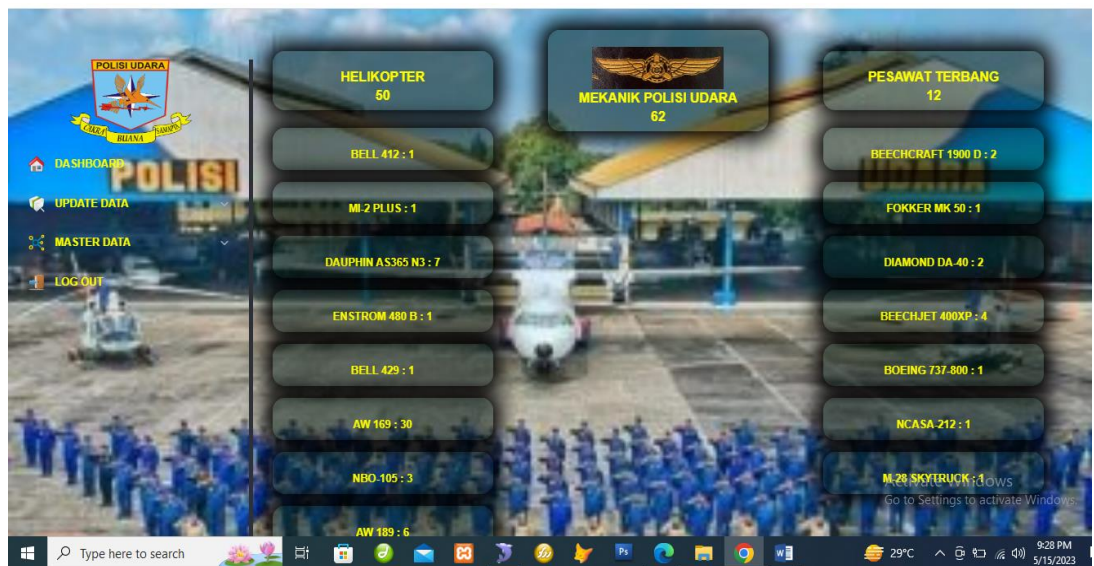 POLISI UDARA
CAKRA BUANA SAMAPTA
DASHBOARD
UPDATE DATA
MASTER DATA
LOG OUT
POLISI
UDARA
HELIKOPTER
50
BELL 412 : 1
MI-2 PLUS : 1
DAUPHIN AS365 N3 : 7
ENSTROM 480 B : 1
BELL 429 : 1
AW 169 : 30
NBO-105 : 3
AW 189 : 6
MEKANIK POLISI UDARA
62
PESAWAT TERBANG
12
BEECHCRAFT 1900 D : 2
FOKKER MK 50 : 1
DIAMOND DA-40 : 2
BEECHJET 400XP : 4
BOEING 737-800 : 1
NCASA-212 : 1
M-28 SKYTRUCK : 1
Activate Windows
Go to Settings to activate Windows.
Type here to search
Ps
29°C
9:28 PM
5/15/2023